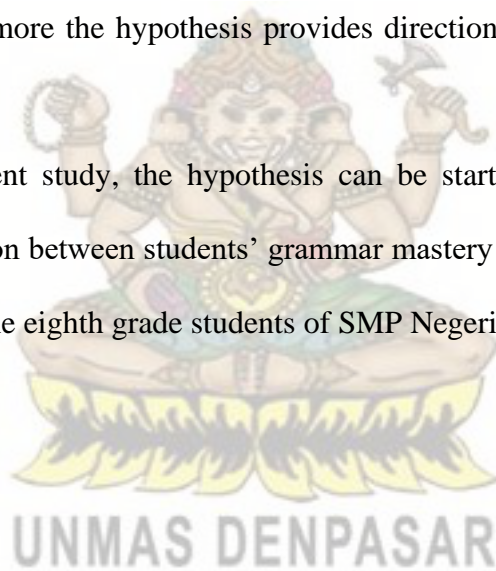 more the hypothesis provides direction
ent study, the hypothesis can be start
on between students' grammar mastery
e eighth grade students of SMP Negeri
UNMAS DENPASAR